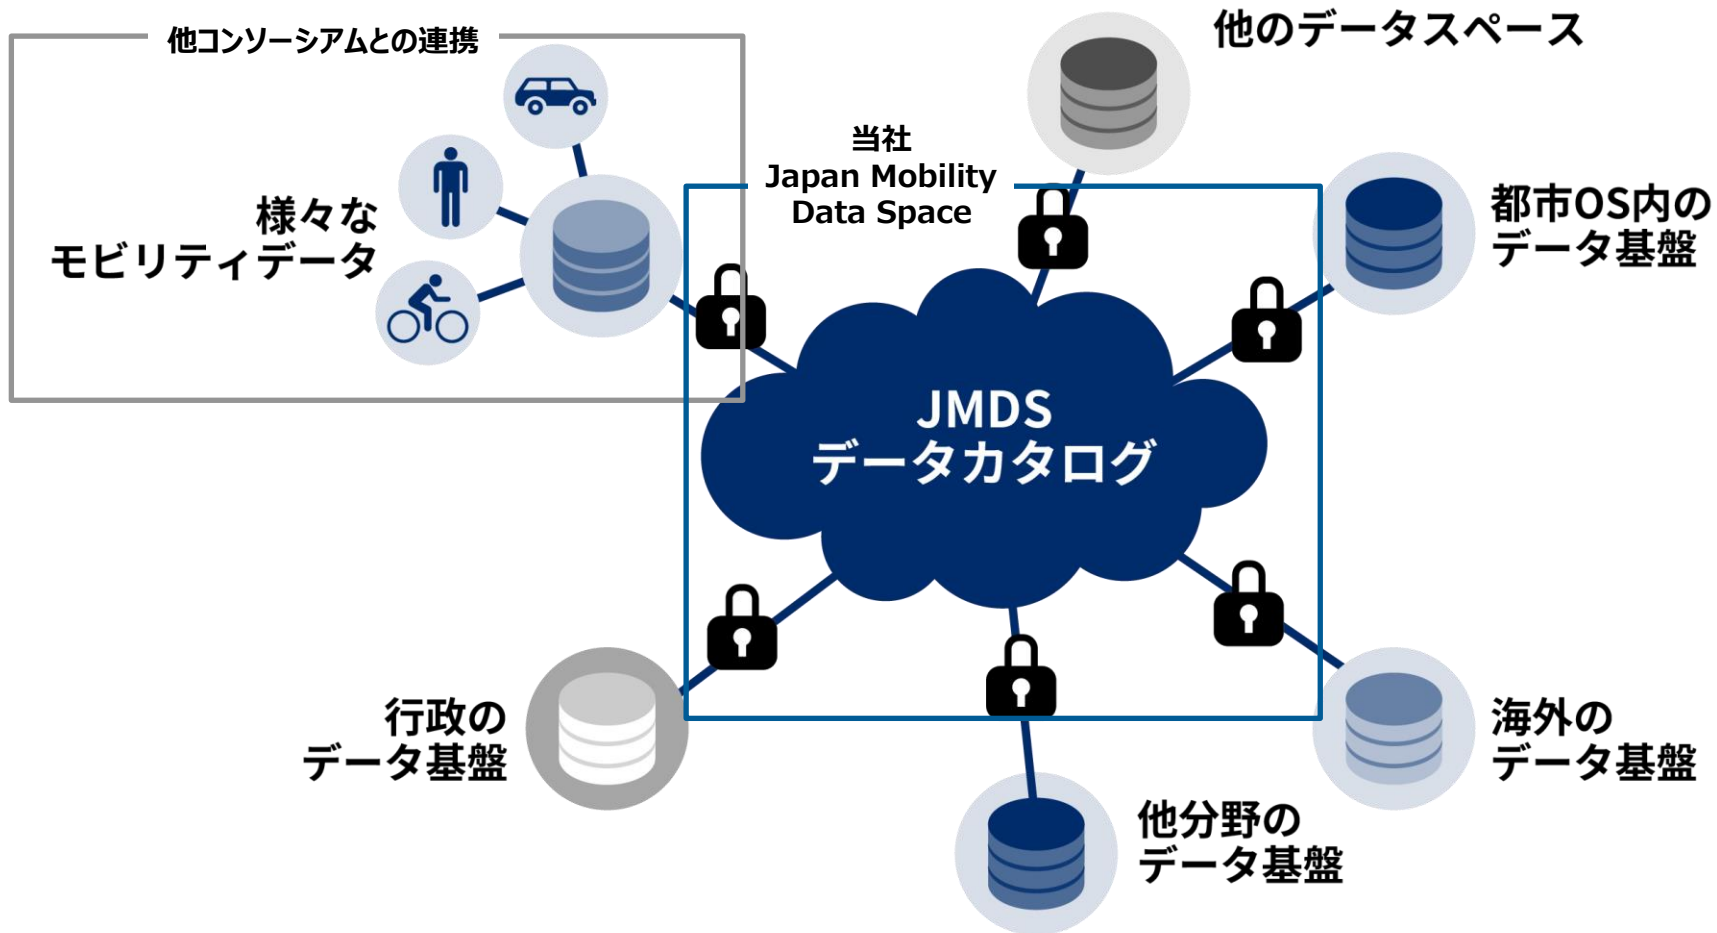 他コンソーシアムとの連携
他のデータスペース
当社
Japan Mobility
Data Space
様々な
モビリティデータ
都市OS内の
データ基盤
JMDS
データカタログ
行政の
データ基盤
海外の
データ基盤
他分野の
データ基盤